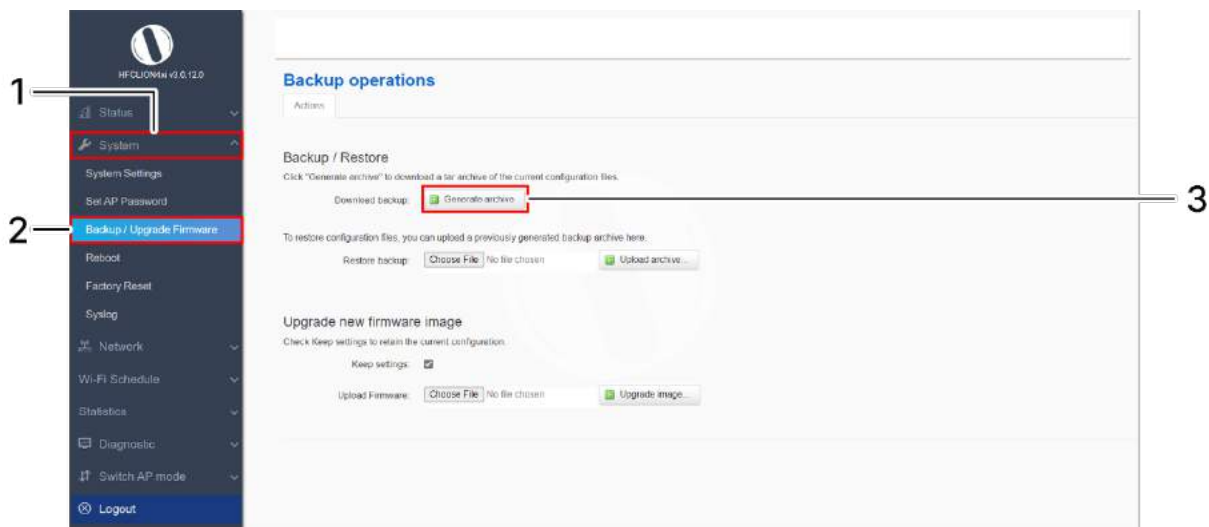 HFCLION4xi v3.0.12.0
1
Status
System
System Settings
Set AP Password
2
Backup / Upgrade Firmware
Reboot
Factory Reset
Syslog
Network
Wi-Fi Schedule
Statistics
Diagnostic
Switch AP mode
Logout
Backup operations
Actions
Backup / Restore
Click "Generate archive" to download a tar archive of the current configuration files.
Download backup: Generate archive
3
To restore configuration files, you can upload a previously generated backup archive here.
Restore backup: Choose File No file chosen Upload archive...
Upgrade new firmware image
Check Keep settings to retain the current configuration.
Keep settings:
Upload Firmware: Choose File No file chosen Upgrade image...